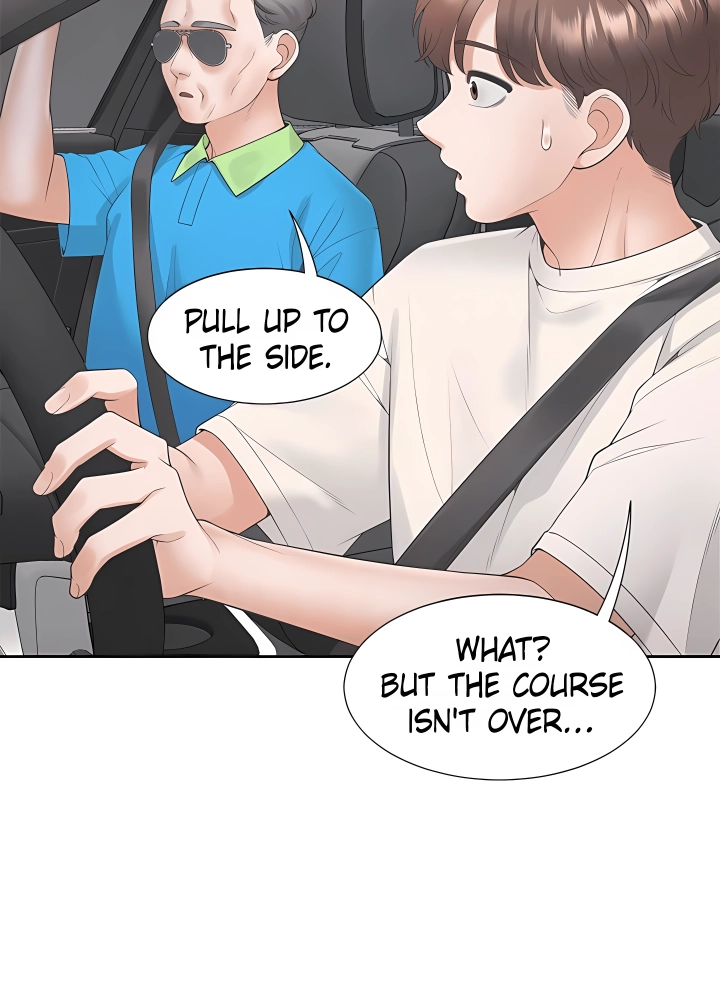 PULL UP TO
THE SIDE.
WHAT?
BUT THE COURSE
ISN'T OVER...